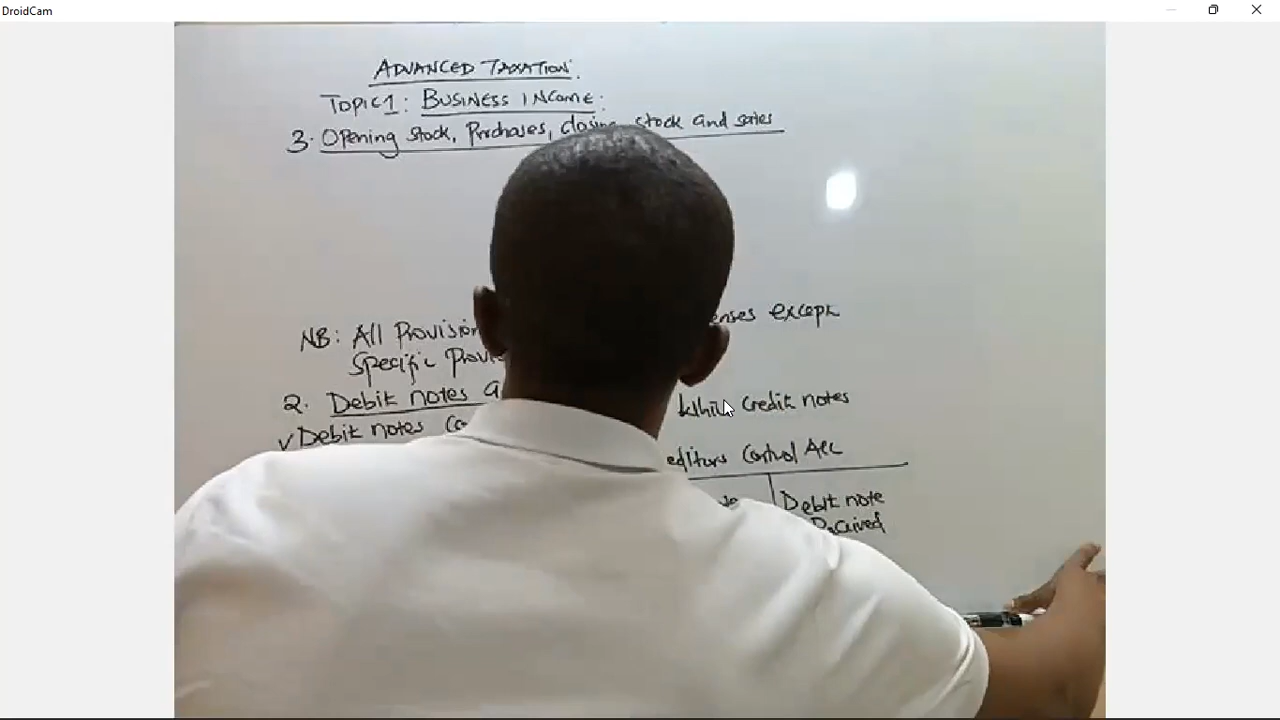 DroidCam
ADVANCED TAXATION.
TOPIC 1: BUSINESS INCOME:
3. Opening stock, Purchases, closing stock and sales
NB: All Provision enses except
Specific Prov
2. Debit notes a while credit notes
√ Debit notes Co
editors Control A/C
Debit note
Received